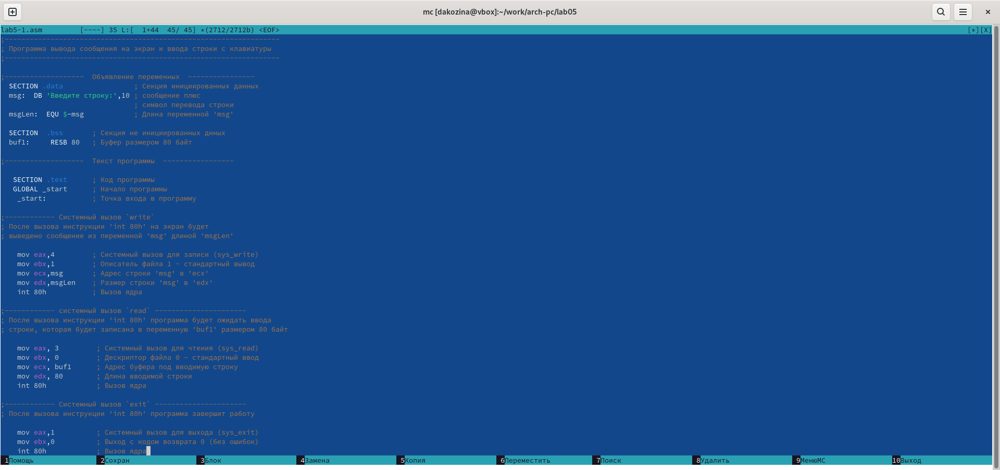 mc [dakozina@vbox]:~/work/arch-pc/lab05
lab5-1.asm         [----] 35 L:[  1+44  45/ 45] *(2712/2712b) <EOF>                [*][X]
;------------------------------------------------------------------
; Программа вывода сообщения на экран и ввода строки с клавиатуры
;------------------------------------------------------------------
;-------------------  Объявление переменных  ----------------
  SECTION .data                 ; Секция инициированных данных
  msg:  DB 'Введите строку:',10 ; сообщение плюс
                                ; символ перевода строки
  msgLen:  EQU $-msg            ; Длина переменной 'msg'
  SECTION  .bss       ; Секция не инициированных днных
  buf1:     RESB 80   ; Буфер размером 80 байт
;-------------------  Текст программы  -----------------
   SECTION .text      ; Код программы
   GLOBAL _start      ; Начало программы
    _start:           ; Точка входа в программу
;------------ Системный вызов `write`
; После вызова инструкции 'int 80h' на экран будет
; выведено сообщение из переменной 'msg' длиной 'msgLen'
    mov eax,4         ; Системный вызов для записи (sys_write)
    mov ebx,1         ; Описатель файла 1 - стандартный вывод
    mov ecx,msg       ; Адрес строки 'msg' в 'ecx'
    mov edx,msgLen    ; Размер строки 'msg' в 'edx'
    int 80h           ; Вызов ядра
;------------ системный вызов `read` ----------------------
; После вызова инструкции 'int 80h' программа будет ожидать ввода
; строки, которая будет записана в переменную 'buf1' размером 80 байт
    mov eax, 3         ; Системный вызов для чтения (sys_read)
    mov ebx, 0         ; Дескриптор файла 0 - стандартный ввод
    mov ecx, buf1      ; Адрес буфера под вводимую строку
    mov edx, 80        ; Длина вводимой строки
    int 80h            ; Вызов ядра
;------------ Системный вызов `exit` ----------------------
; После вызова инструкции 'int 80h' программа завершит работу
    mov eax,1          ; Системный вызов для выхода (sys_exit)
    mov ebx,0          ; Выход с кодом возврата 0 (без ошибок)
    int 80h            ; Вызов ядра
1Помощь 2Сохран 3Блок 4Замена 5Копия 6Переместить 7Поиск 8Удалить 9МенюМС 10Выход